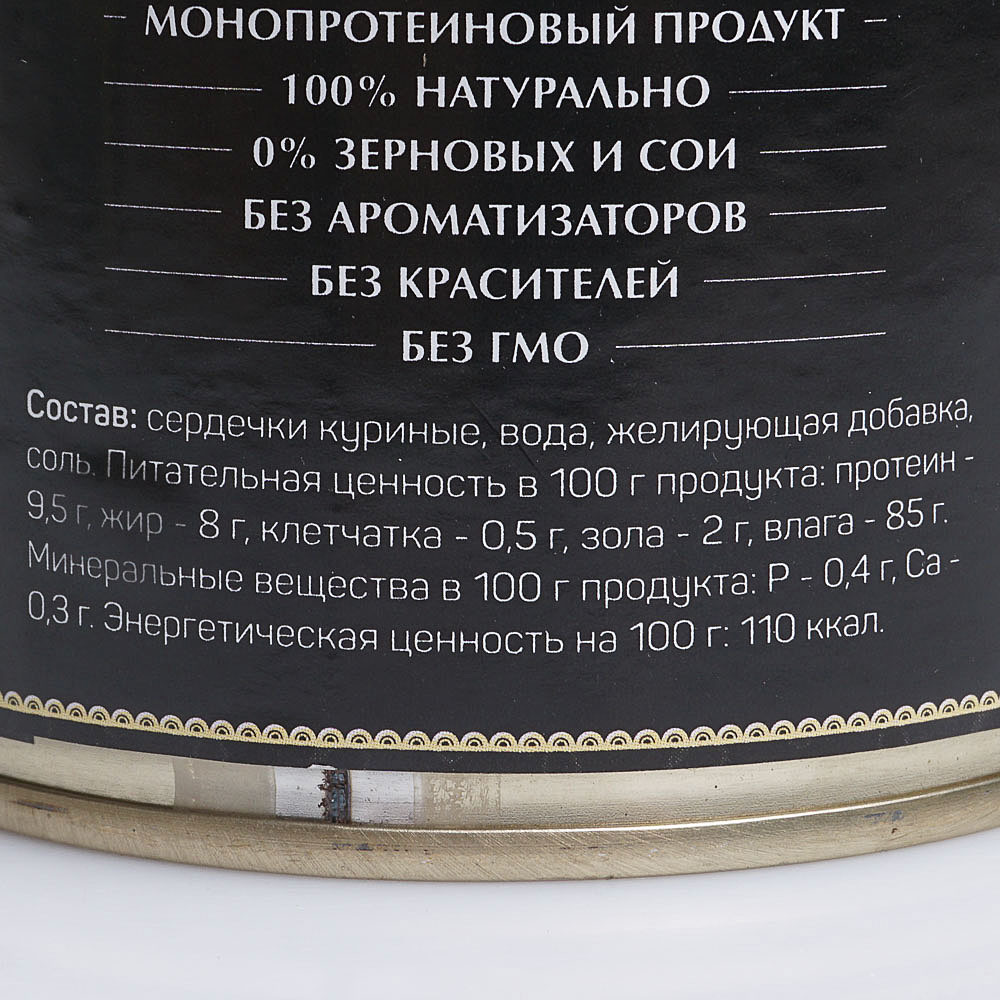 МОНОПРОТЕИНОВЫЙ ПРОДУКТ
100% НАТУРАЛЬНО
0% ЗЕРНОВЫХ И СОИ
БЕЗ АРОМАТИЗАТОРОВ
БЕЗ КРАСИТЕЛЕЙ
БЕЗ ГМО
Состав: сердечки куриные, вода, желирующая добавка,
соль. Питательная ценность в 100 г продукта: протеин -
9,5 г, жир - 8 г, клетчатка - 0,5 г, зола - 2 г, влага - 85 г.
Минеральные вещества в 100 г продукта: P - 0,4 г, Ca -
0,3 г. Энергетическая ценность на 100 г: 110 ккал.